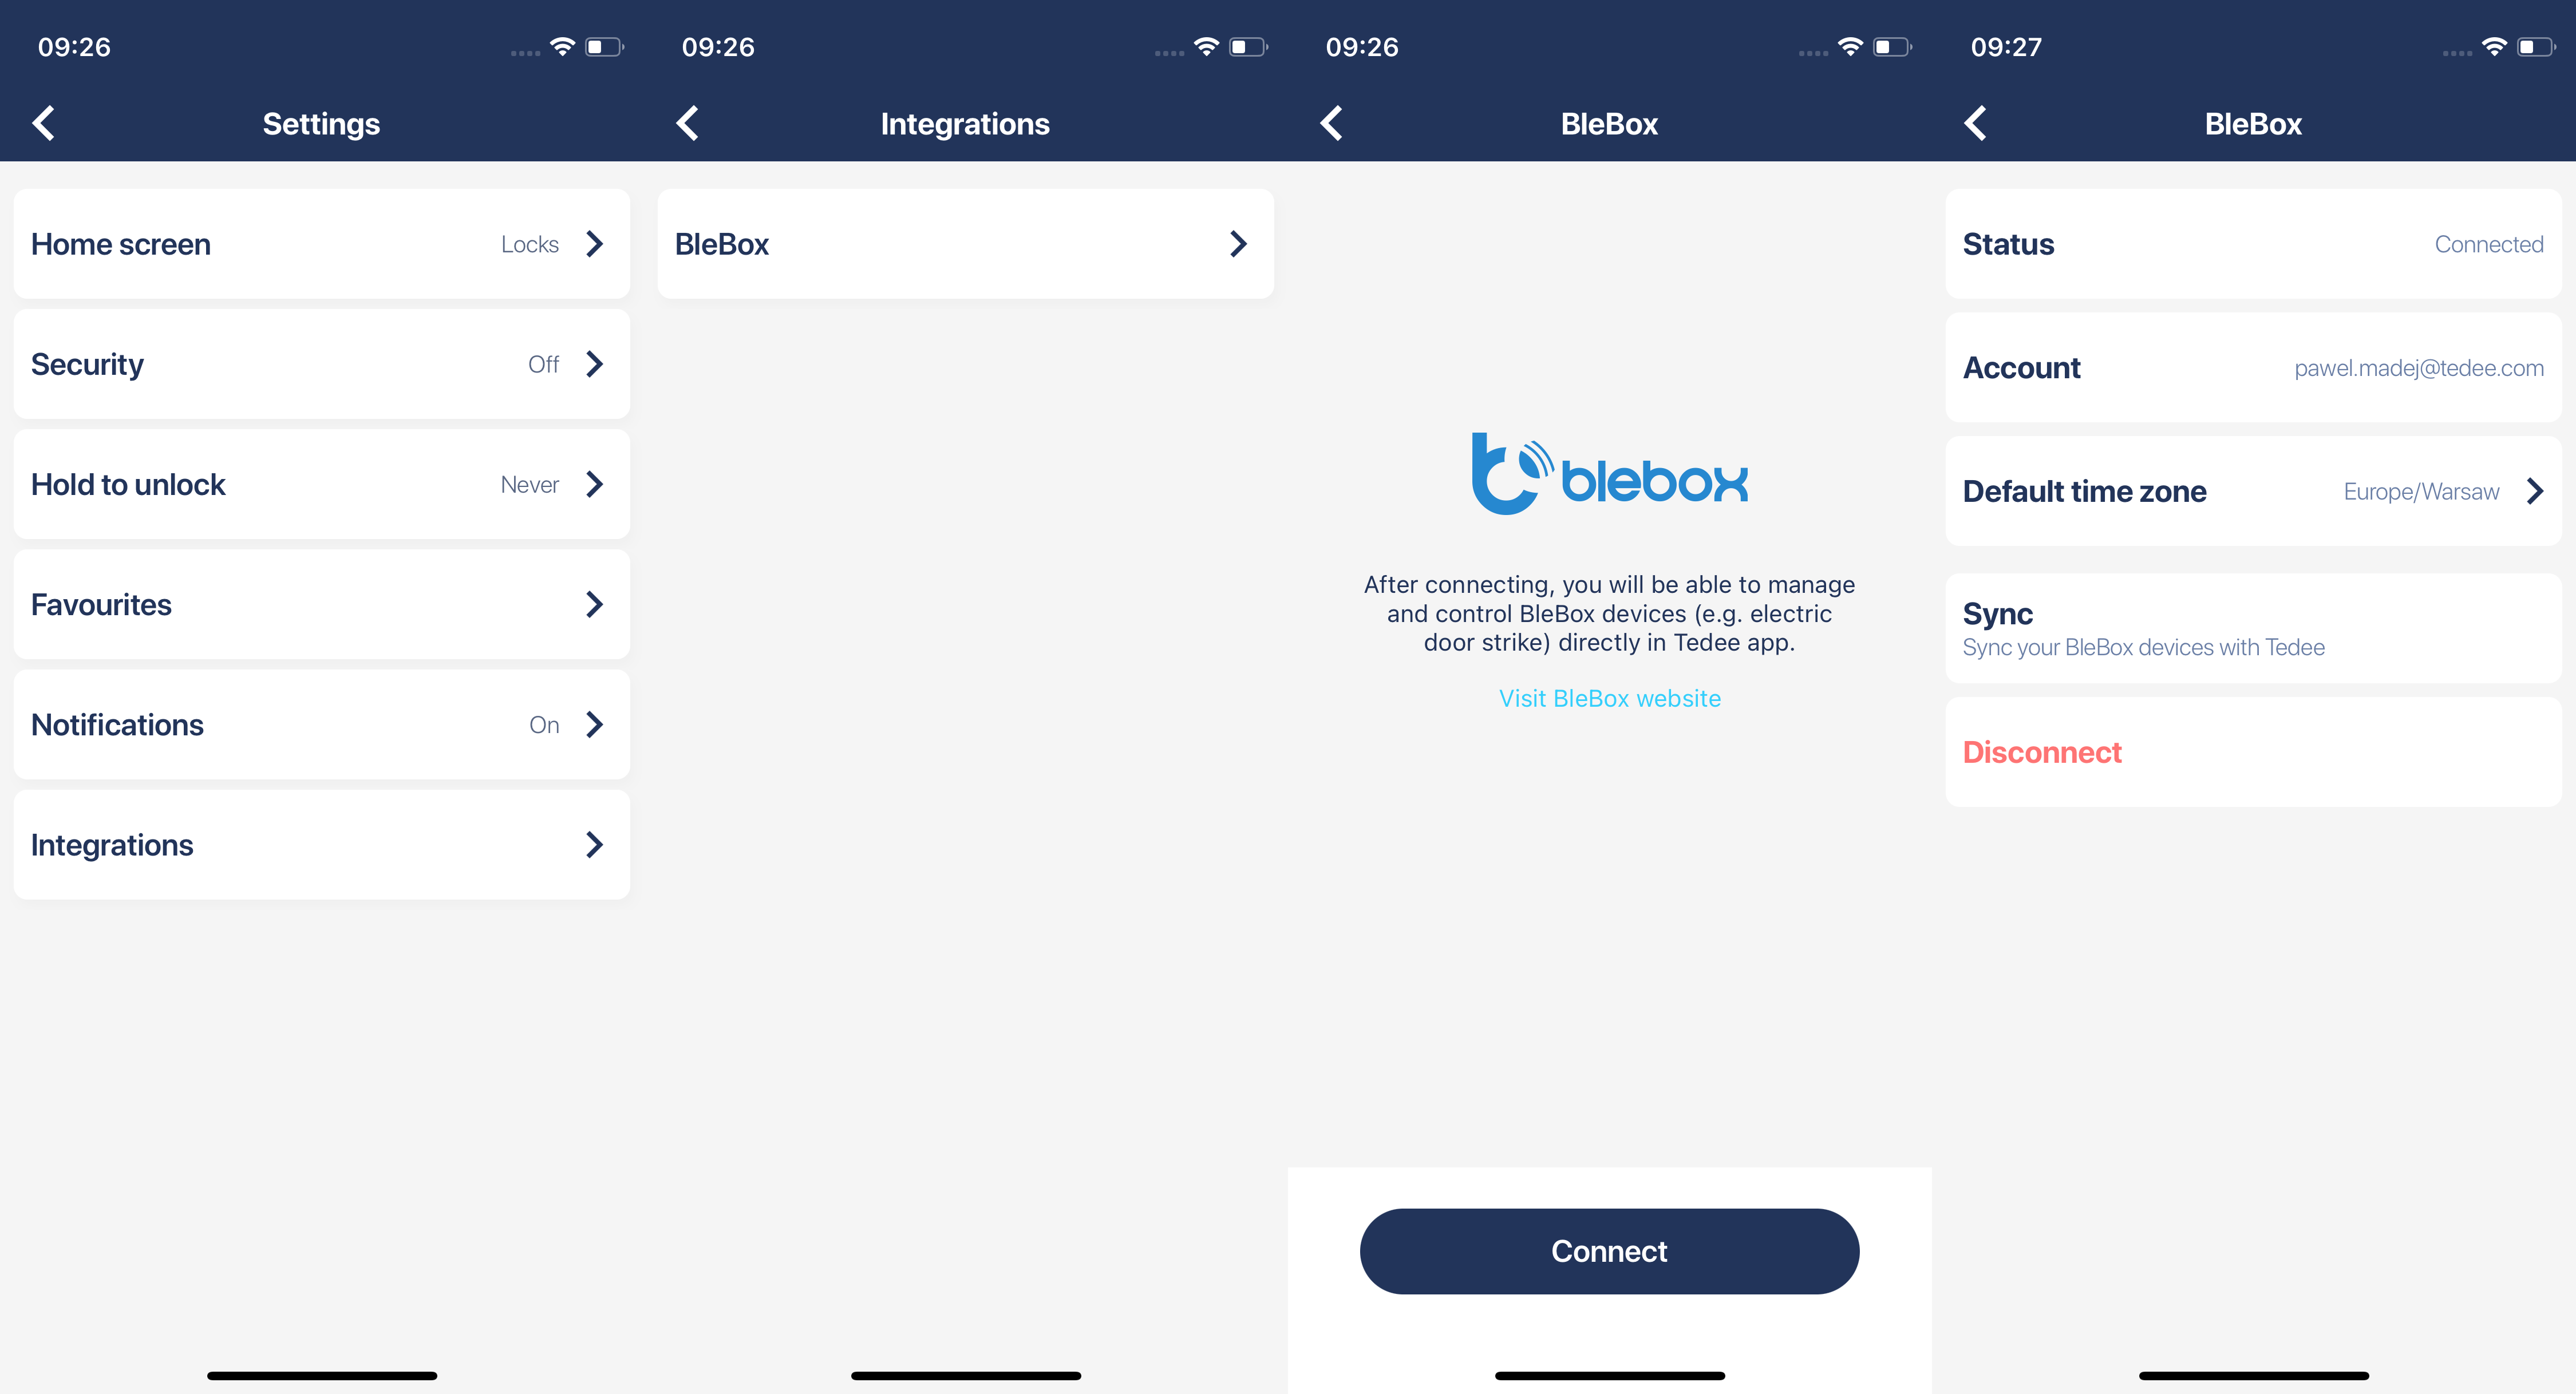 09:26
Settings
Home screen Locks
Security Off
Hold to unlock Never
Favourites
Notifications On
Integrations
09:26
Integrations
BleBox
09:26
BleBox
blebox
After connecting, you will be able to manage
and control BleBox devices (e.g. electric
door strike) directly in Tedee app.
Visit BleBox website
Connect
09:27
BleBox
Status Connected
Account pawel.madej@tedee.com
Default time zone Europe/Warsaw
Sync
Sync your BleBox devices with Tedee
Disconnect